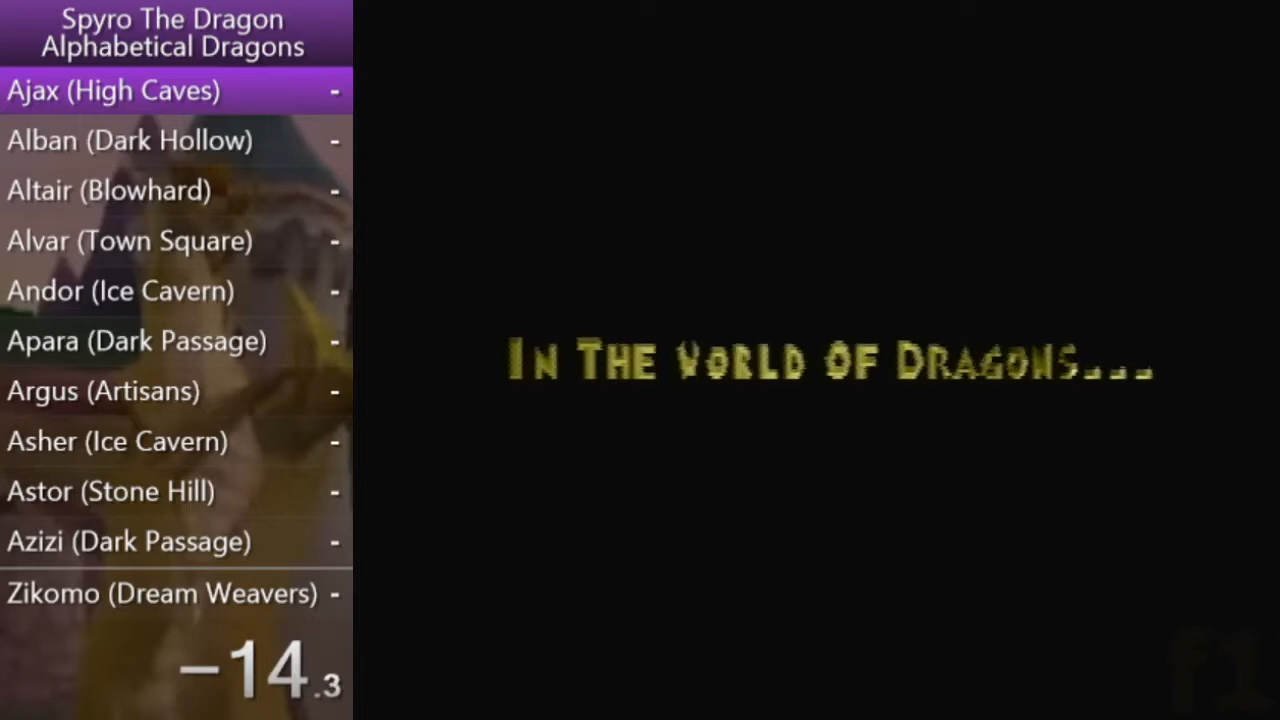 Spyro The Dragon
Alphabetical Dragons
Ajax (High Caves) -
Alban (Dark Hollow) -
Altair (Blowhard) -
Alvar (Town Square) -
Andor (Ice Cavern) -
Apara (Dark Passage) -
Argus (Artisans) -
Asher (Ice Cavern) -
Astor (Stone Hill) -
Azizi (Dark Passage) -
Zikomo (Dream Weavers) -
-14.3
IN THE WORLD OF DRAGONS...